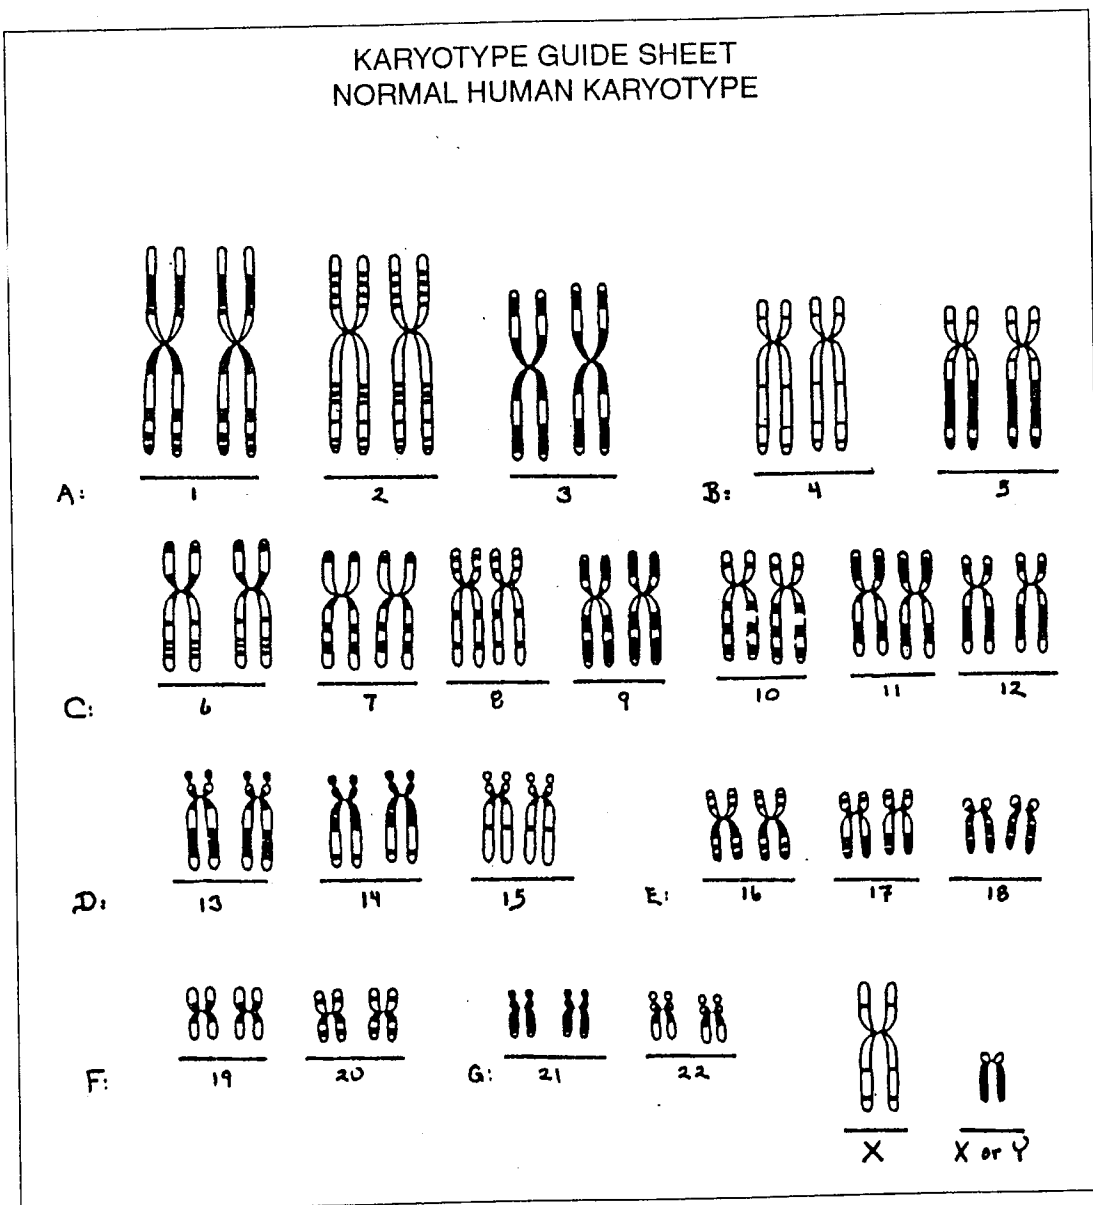 KARYOTYPE GUIDE SHEET
NORMAL HUMAN KARYOTYPE
A: 1 2 3 B: 4 5
C: 6 7 8 9 10 11 12
D: 13 14 15 E: 16 17 18
F: 19 20 G: 21 22
X X or Y